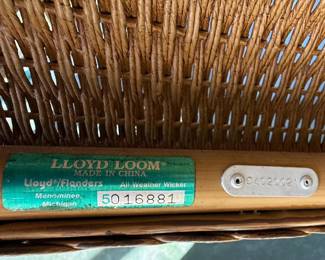 LLOYD LOOM®
MADE IN CHINA
Lloyd®/Flanders All Weather Wicker
Menominee,
Michigan
5016881